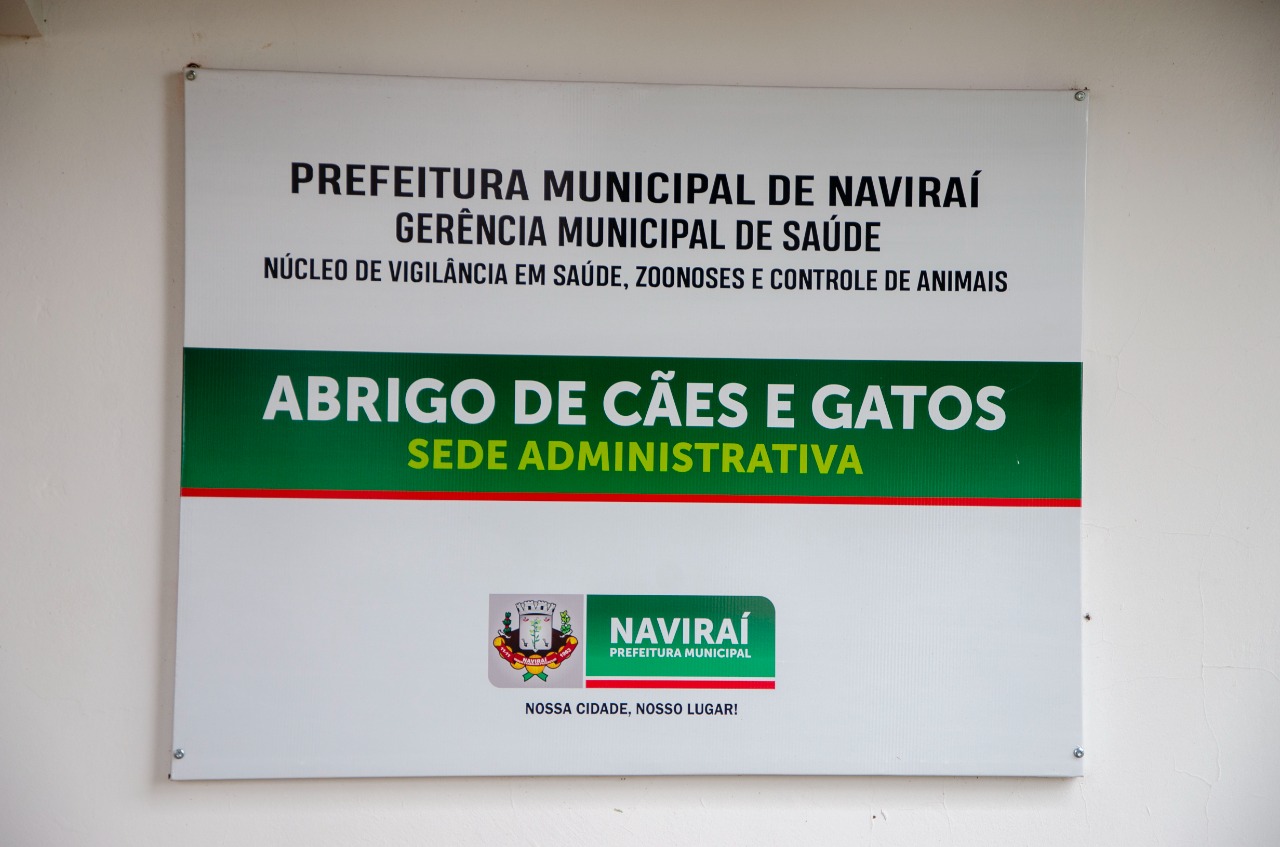 PREFEITURA MUNICIPAL DE NAVIRAÍ
GERÊNCIA MUNICIPAL DE SAÚDE
NÚCLEO DE VIGILÂNCIA EM SAÚDE, ZOONOSES E CONTROLE DE ANIMAIS
ABRIGO DE CÃES E GATOS
SEDE ADMINISTRATIVA
NAVIRAÍ
NAVIRAÍ
PREFEITURA MUNICIPAL
NOSSA CIDADE, NOSSO LUGAR!